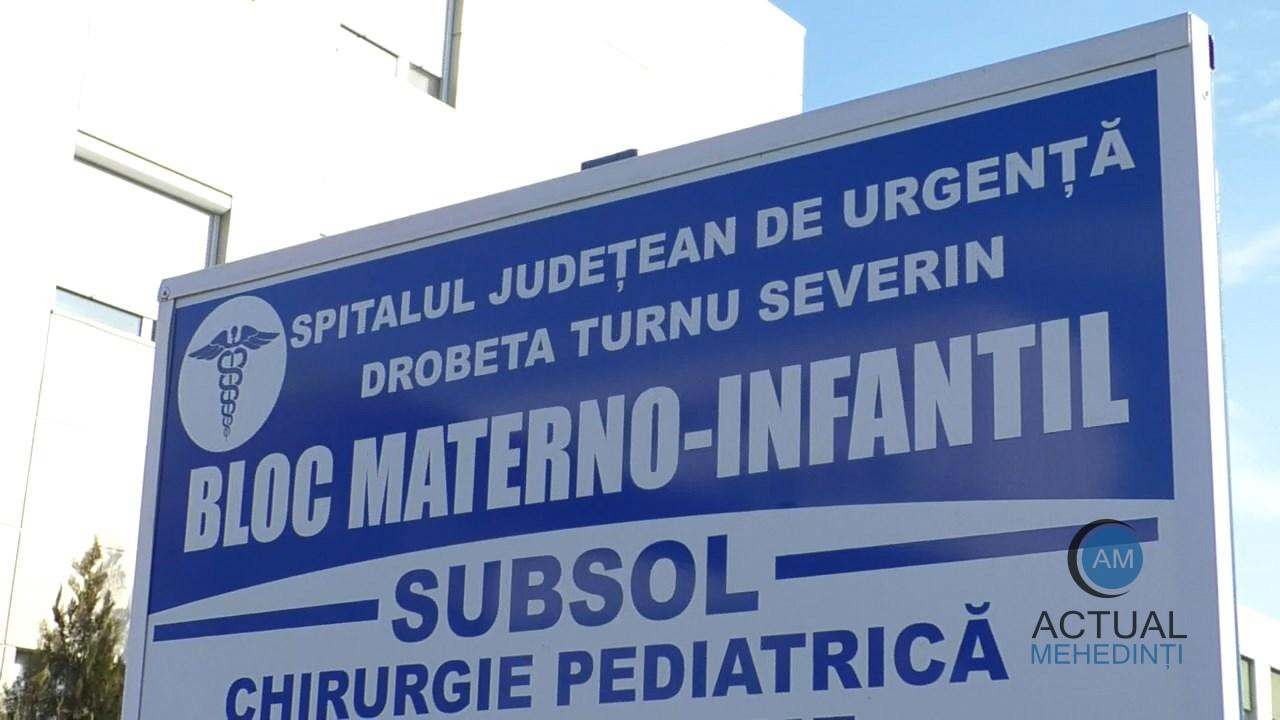 SPITALUL JUDEȚEAN DE URGENȚĂ
DROBETA TURNU SEVERIN
BLOC MATERNO-INFANTIL
SUBSOL
CHIRURGIE PEDIATRICĂ
AM
ACTUAL
MEHEDINȚI